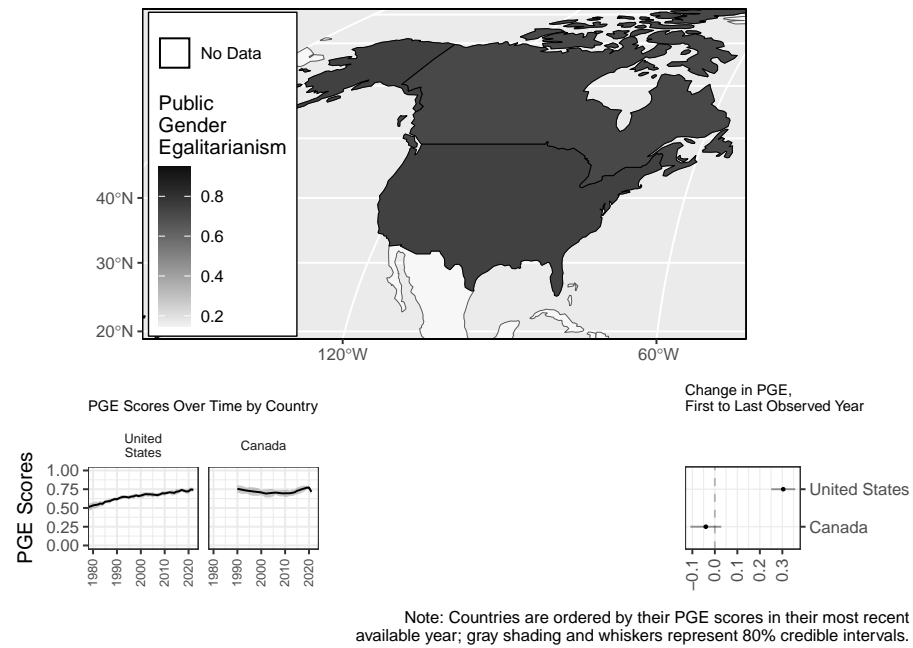 No Data
Public
Gender
Egalitarianism
0.8
0.6
0.4
0.2
40°N
30°N
20°N
120°W
60°W
PGE Scores Over Time by Country
Change in PGE,
First to Last Observed Year
United
States
Canada
PGE Scores
1.00
0.75
0.50
0.25
0.00
1980
1990
2000
2010
2020
1980
1990
2000
2010
2020
United States
Canada
−0.1
0.0
0.1
0.2
0.3
Note: Countries are ordered by their PGE scores in their most recent
available year; gray shading and whiskers represent 80% credible intervals.